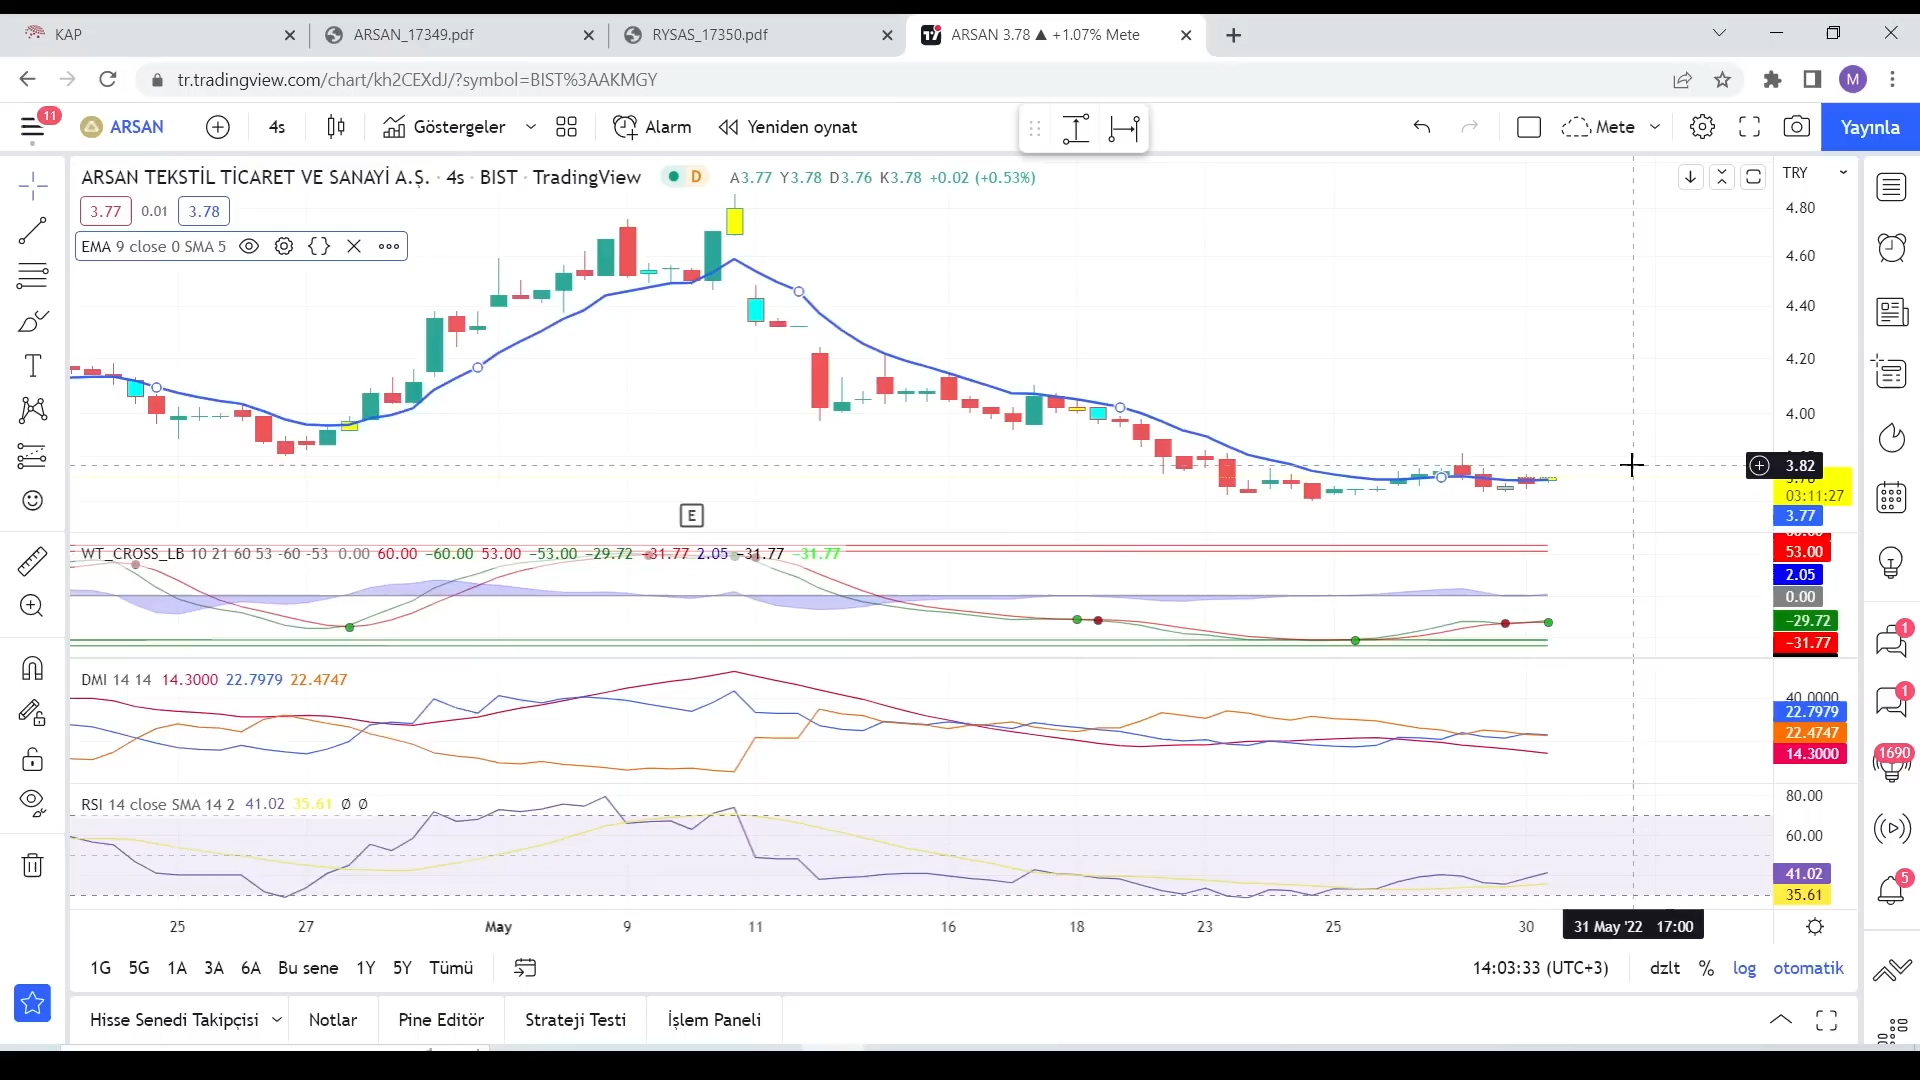 KAP
ARSAN_17349.pdf
RYSAS_17350.pdf
ARSAN 3.78 ▲ +1.07% Mete
tr.tradingview.com/chart/kh2CEXdJ/?symbol=BIST%3AAKMGY
M
11
ARSAN
4s
Göstergeler
Alarm
Yeniden oynat
Mete
Yayınla
ARSAN TEKSTİL TİCARET VE SANAYİ A.Ş. · 4s · BIST · TradingView
D
A3.77 Y3.78 D3.76 K3.78 +0.02 (+0.53%)
TRY
3.77
0.01
3.78
EMA 9 close 0 SMA 5
4.80
4.60
4.40
4.20
4.00
3.82
03:11:27
3.77
E
WT_CROSS_LB 10 21 60 53 -60 -53 0.00 60.00 −60.00 53.00 −53.00 −29.72 −31.77 2.05 −31.77 −31.77
53.00
2.05
0.00
−29.72
−31.77
DMI 14 14 14.3000 22.7979 22.4747
40.0000
22.7979
22.4747
14.3000
RSI 14 close SMA 14 2 41.02 35.61 Ø Ø
80.00
60.00
41.02
35.61
25
27
May
9
11
16
18
23
25
30
31 May '22 17:00
1G
5G
1A
3A
6A
Bu sene
1Y
5Y
Tümü
14:03:33 (UTC+3)
dzlt
%
log
otomatik
Hisse Senedi Takipçisi
Notlar
Pine Editör
Strateji Testi
İşlem Paneli
1
1
1690
5